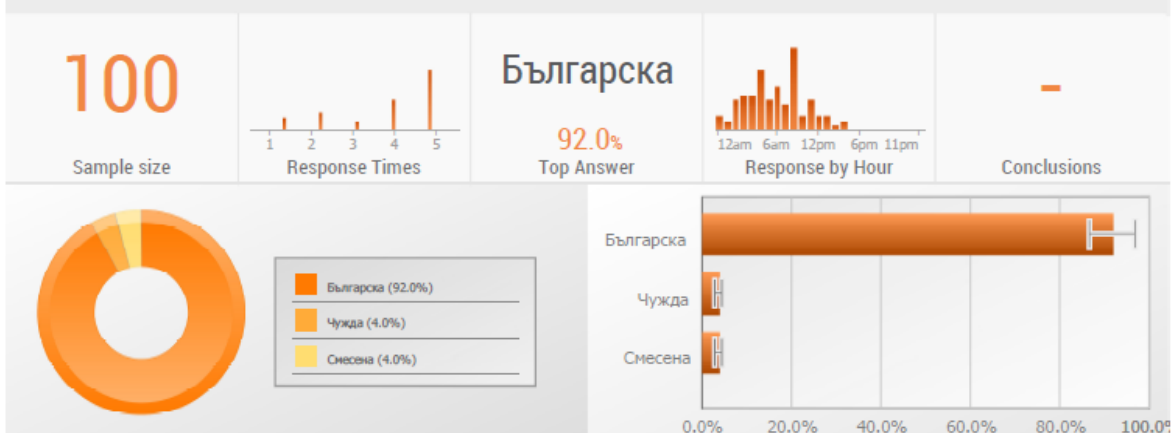 100
Sample size
1 2 3 4 5
Response Times
Българска
92.0%
Top Answer
12am 6am 12pm 6pm 11pm
Response by Hour
-
Conclusions
Българска (92.0%)
Чужда (4.0%)
Смесена (4.0%)
Българска
Чужда
Смесена
0.0% 20.0% 40.0% 60.0% 80.0% 100.0%